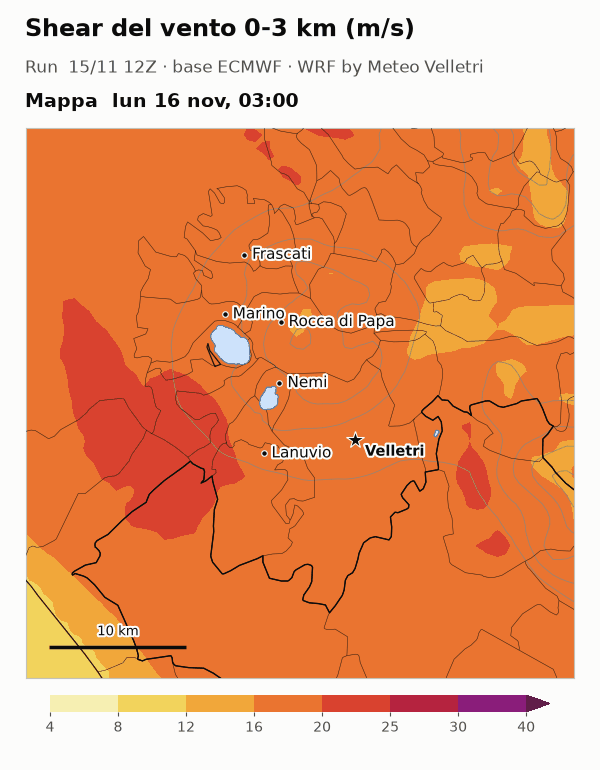 Shear del vento 0-3 km (m/s)
Run  15/11 12Z · base ECMWF · WRF by Meteo Velletri
Mappa  lun 16 nov, 03:00
Frascati
Marino
Rocca di Papa
Nemi
Velletri
Lanuvio
10 km
4 8 12 16 20 25 30 40